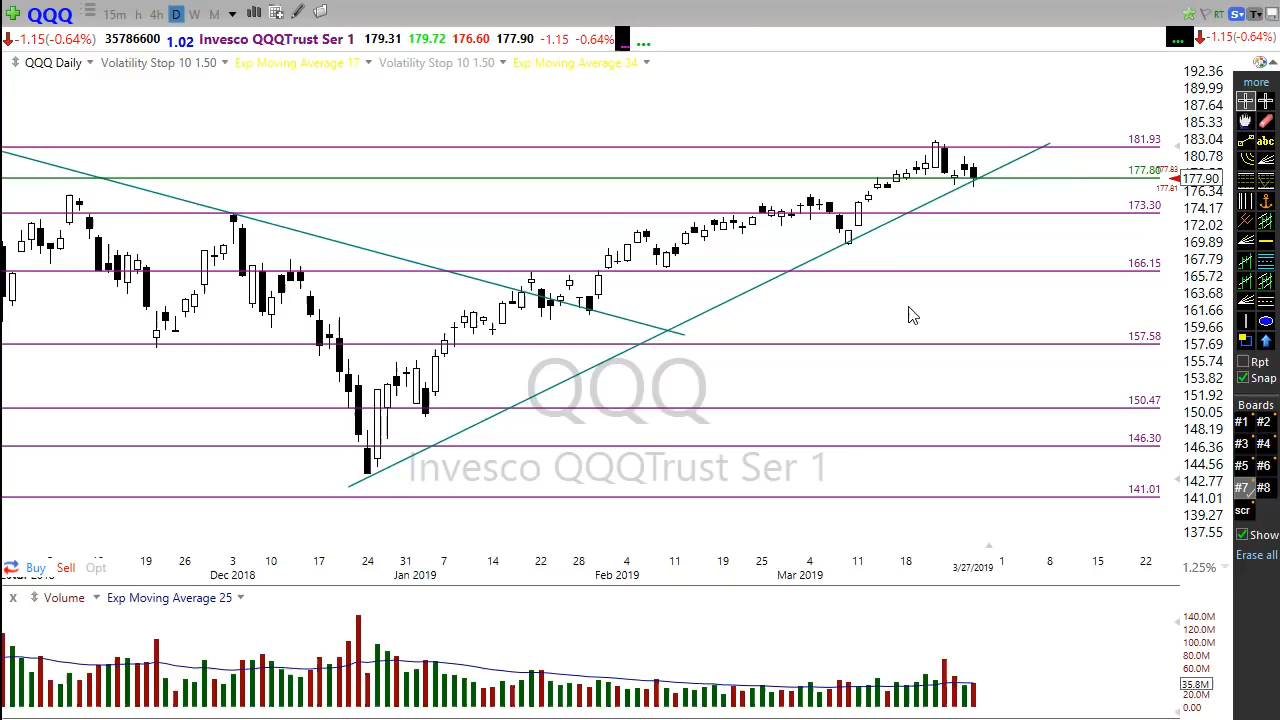 QQQ 15m h 4h D W M RT S T
-1.15(-0.64%) 35786600 1.02 Invesco QQQTrust Ser 1 179.31 179.72 176.60 177.90 -1.15 -0.64% ... ... -1.15(-0.64%)
QQQ Daily Volatility Stop 10 1.50 Exp Moving Average 17 Volatility Stop 10 1.50 Exp Moving Average 34
192.36
189.99
187.64
185.33
183.04
180.78
177.90
176.34
174.17
172.02
169.89
167.79
165.72
163.68
161.66
159.66
157.69
155.74
153.82
151.92
150.05
148.19
146.36
144.56
142.77
141.01
139.27
137.55
181.93
177.80
177.83
177.81
173.30
166.15
157.58
150.47
146.30
141.01
QQQ
Invesco QQQTrust Ser 1
more
abc
Rpt
Snap
Boards
#1 #2
#3 #4
#5 #6
#7 #8
scr
Show
Erase all
19 26 3 10 17 24 31 7 14 22 28 4 11 19 25 4 11 18 1 8 15 22
Dec 2018 Jan 2019 Feb 2019 Mar 2019 3/27/2019
Buy Sell Opt
1.25%
x Volume Exp Moving Average 25
140.0M
120.0M
100.0M
80.0M
60.0M
35.8M
20.0M
0.00